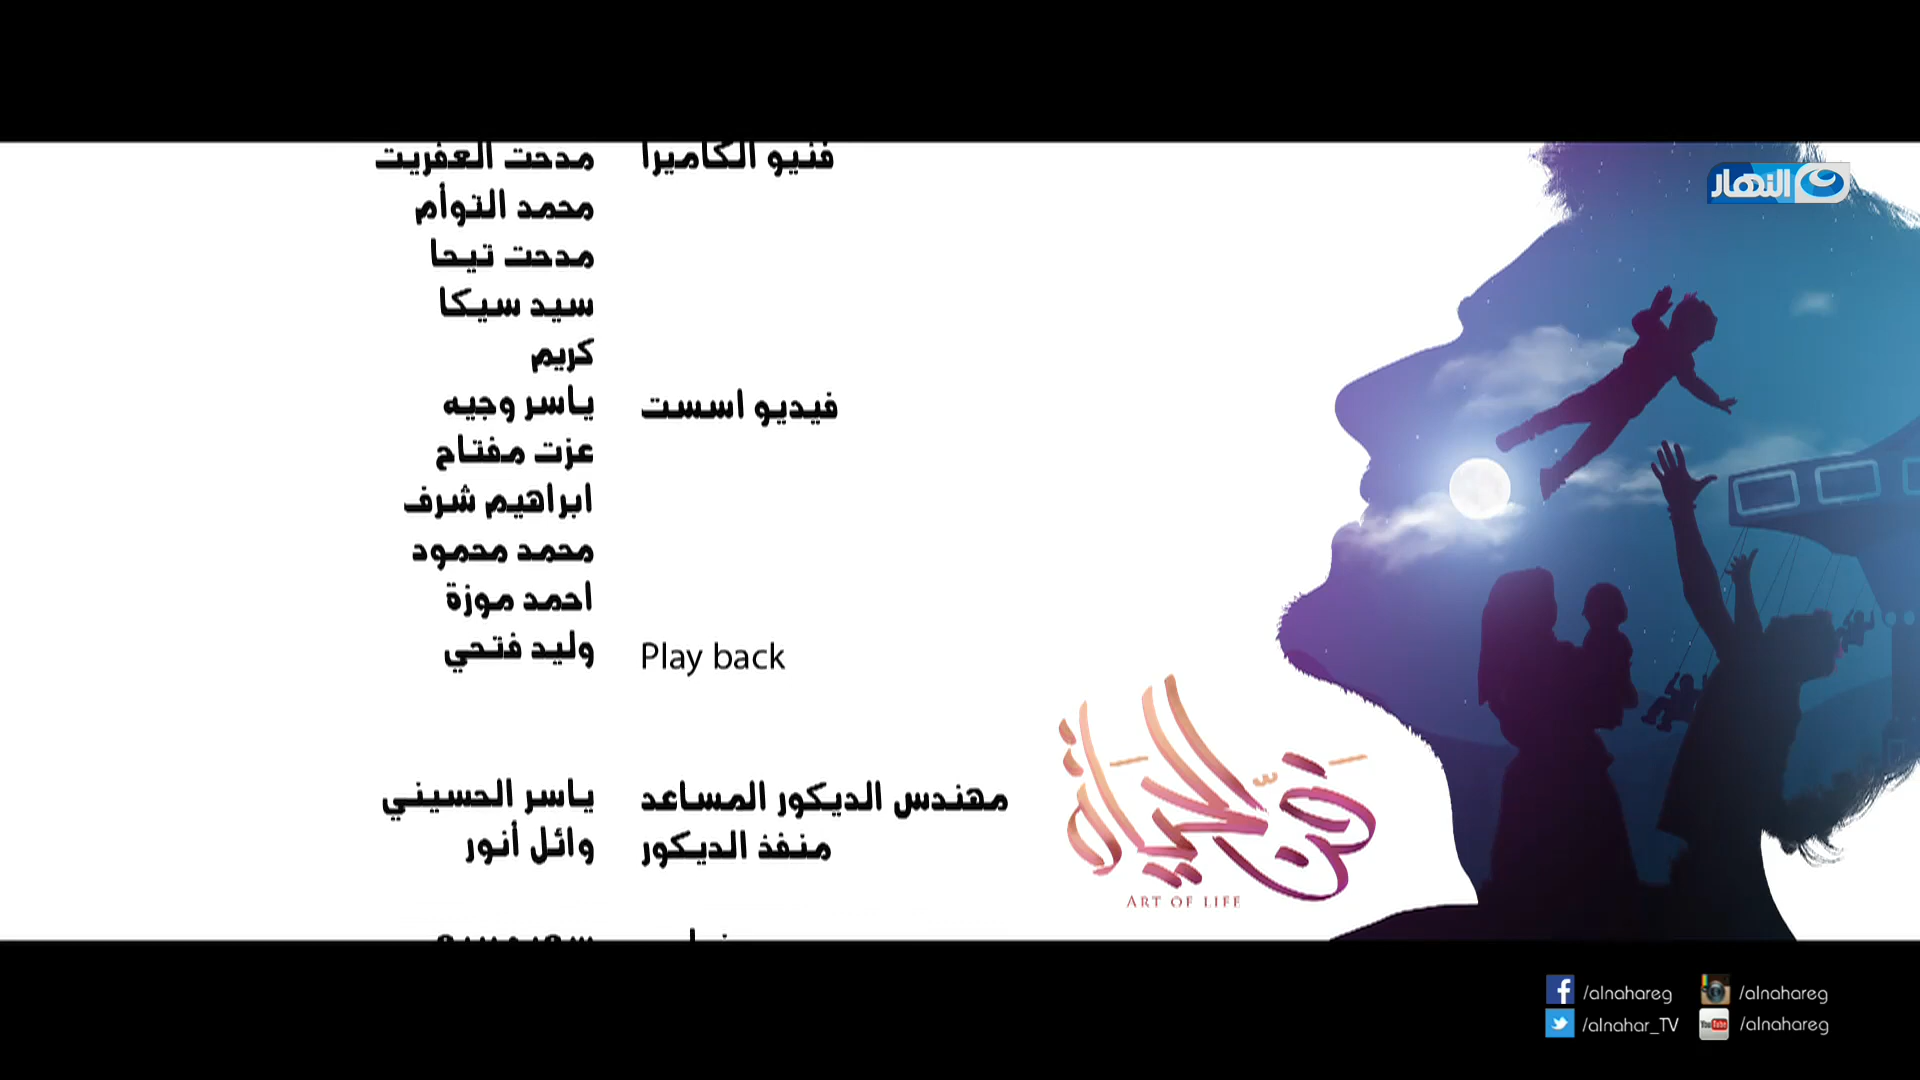 فنيو الكاميرا مدحت العفريت
محمد التوأم
مدحت تيحا
سيد سيكا
كريم
فيديو اسست ياسر وجيه
عزت مفتاح
ابراهيم شرف
محمد محمود
احمد موزة
Play back وليد فتحي
مهندس الديكور المساعد ياسر الحسيني
منفذ الديكور وائل أنور
النهار
فن الحياة
ART OF LIFE
/alnahareg
/alnahareg
/alnahar_TV
/alnahareg